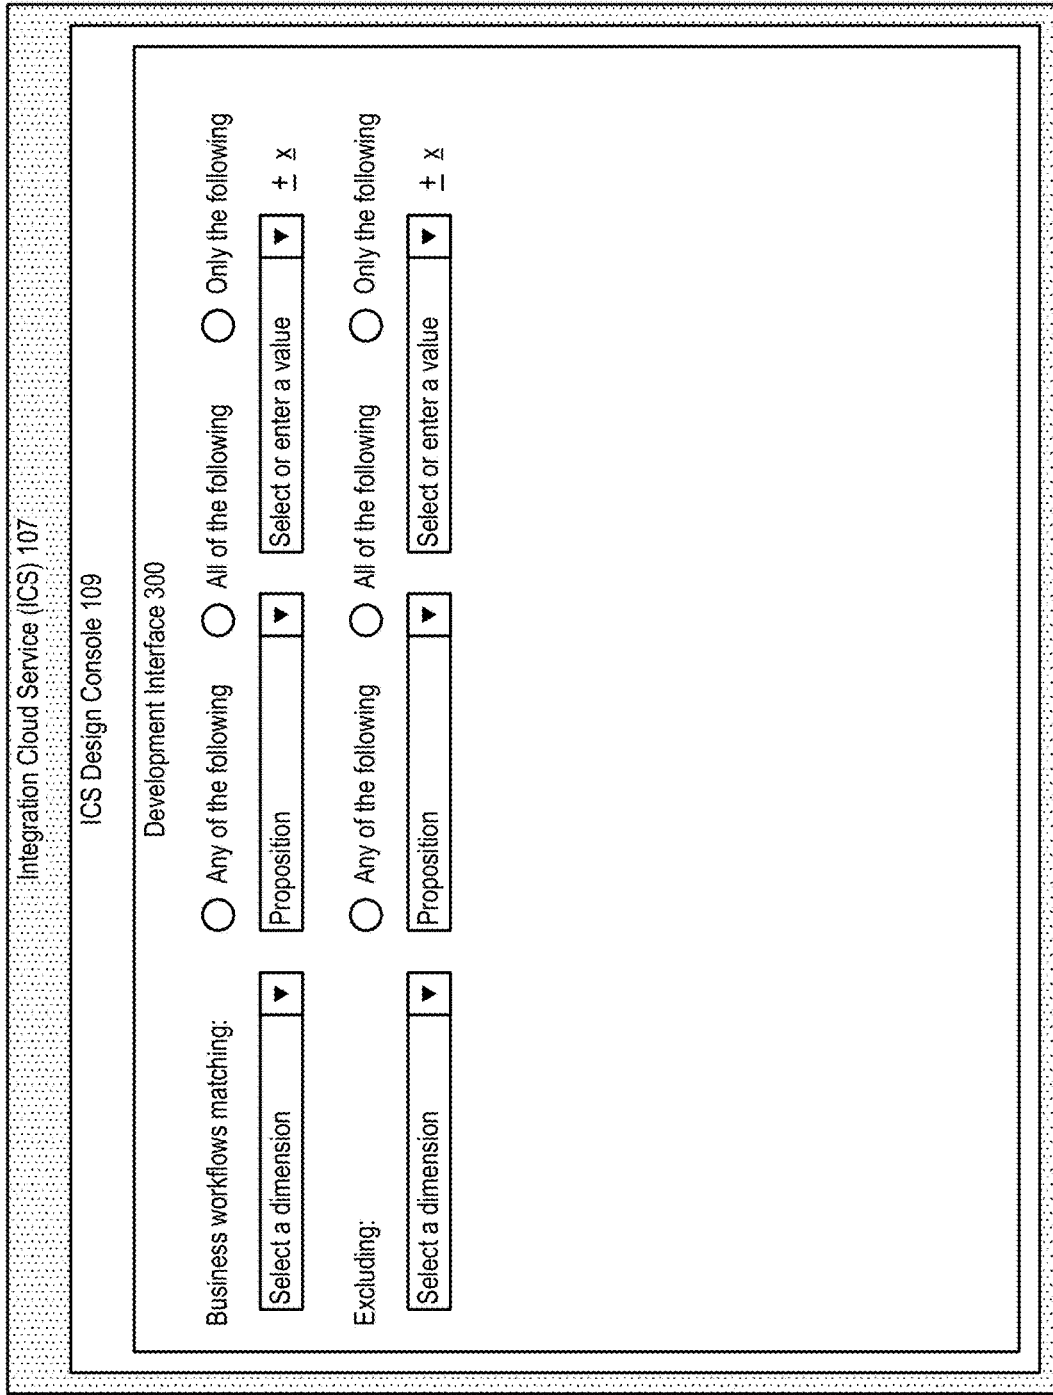 Integration Cloud Service (ICS) 107
ICS Design Console 109
Development Interface 300
Business workflows matching: Any of the following All of the following Only the following
Select a dimension ▼ Proposition ▼ Select or enter a value ▼ + x
Excluding: Any of the following All of the following Only the following
Select a dimension ▼ Proposition ▼ Select or enter a value ▼ + x